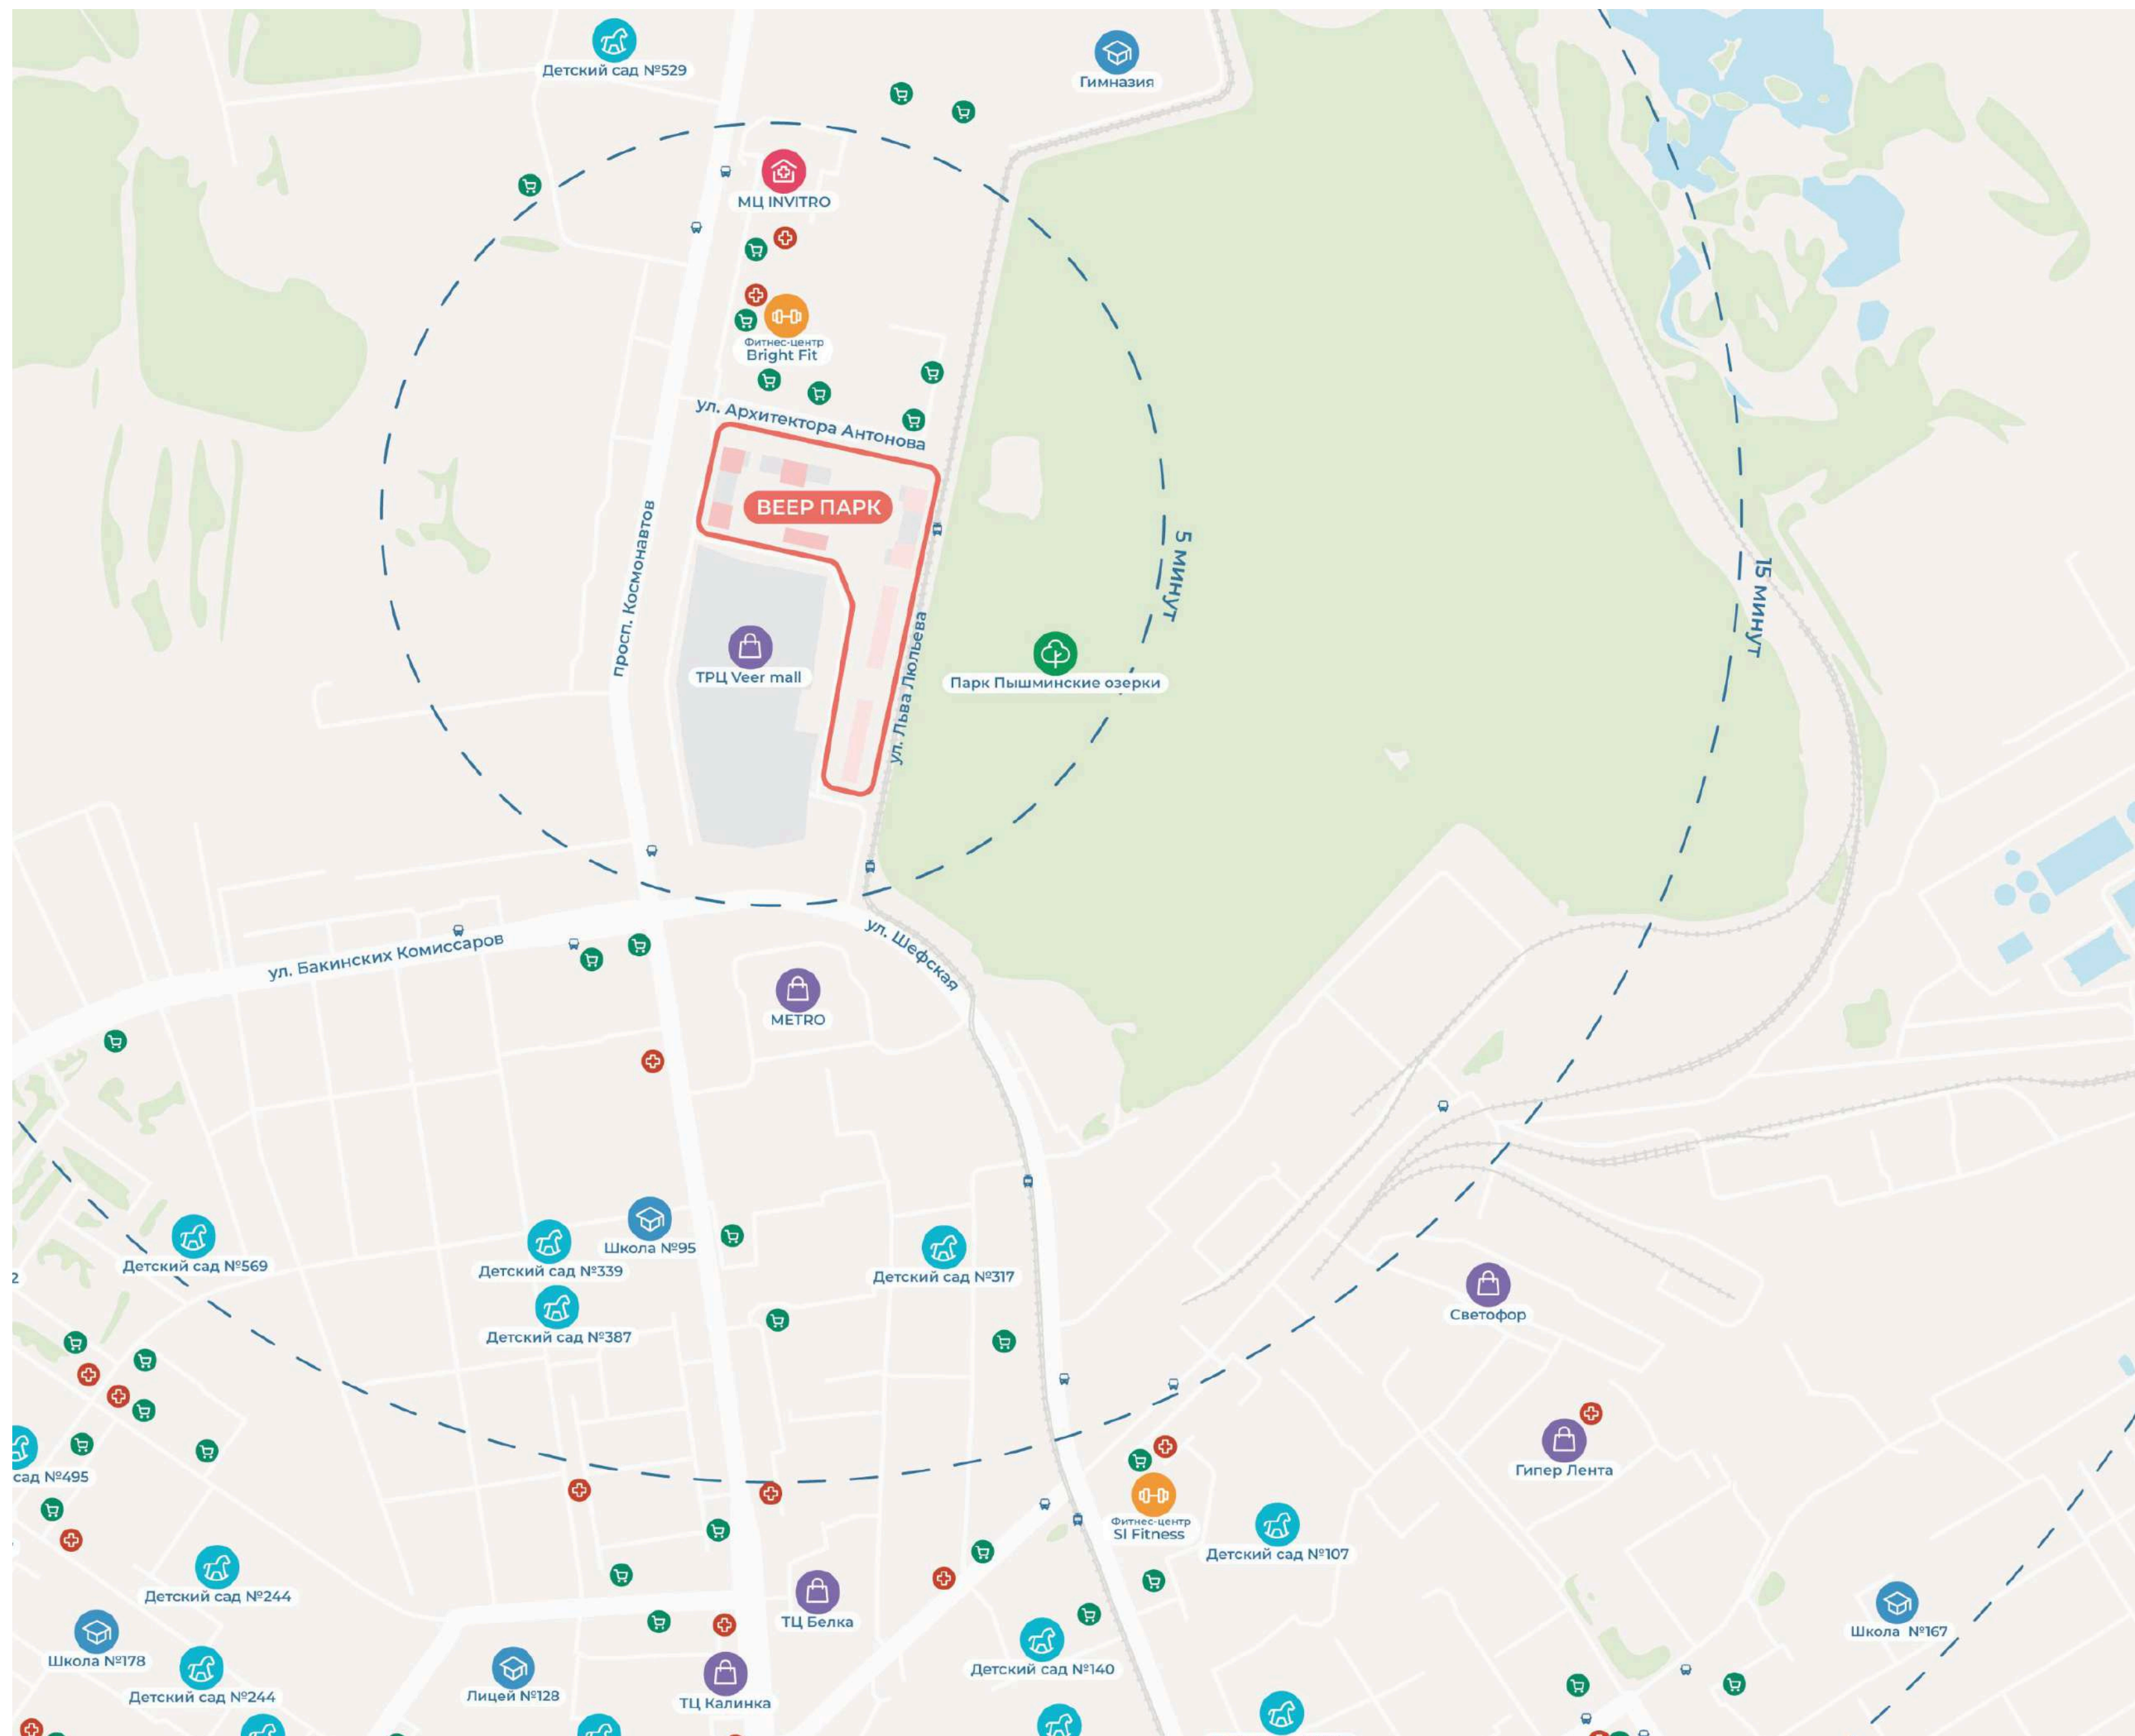 Детский сад №529
Гимназия
МЦ INVITRO
Фитнес-центр
Bright Fit
ул. Архитектора Антонова
ВЕЕР ПАРК
просп. Космонавтов
5 минут
15 минут
ТРЦ Veer mall
ул. Льва Люльева
Парк Пышминские озерки
ул. Бакинских Комиссаров
ул. Шефская
METRO
Детский сад №569
Детский сад №339
Школа №95
Детский сад №317
2
Детский сад №387
Светофор
сад №495
Гипер Лента
Фитнес-центр
SI Fitness
Детский сад №107
Детский сад №244
ТЦ Белка
Школа №167
Школа №178
Детский сад №140
Детский сад №244
Лицей №128
ТЦ Калинка